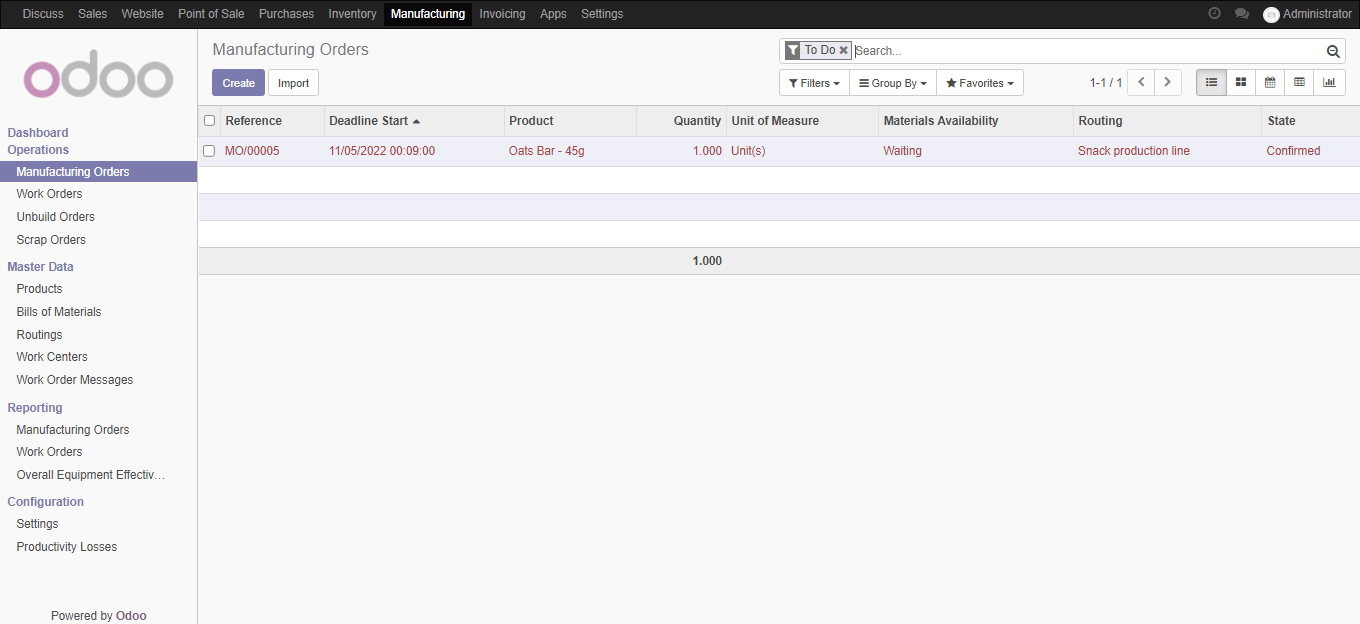 Discuss Sales Website Point of Sale Purchases Inventory Manufacturing Invoicing Apps Settings Administrator
odoo
Dashboard
Operations
Manufacturing Orders
Work Orders
Unbuild Orders
Scrap Orders
Master Data
Products
Bills of Materials
Routings
Work Centers
Work Order Messages
Reporting
Manufacturing Orders
Work Orders
Overall Equipment Effectiv…
Configuration
Settings
Productivity Losses
Powered by Odoo
Manufacturing Orders
To Do Search...
Create Import
Filters Group By Favorites 1-1 / 1
Reference Deadline Start Product Quantity Unit of Measure Materials Availability Routing State
MO/00005 11/05/2022 00:09:00 Oats Bar - 45g 1.000 Unit(s) Waiting Snack production line Confirmed
1.000